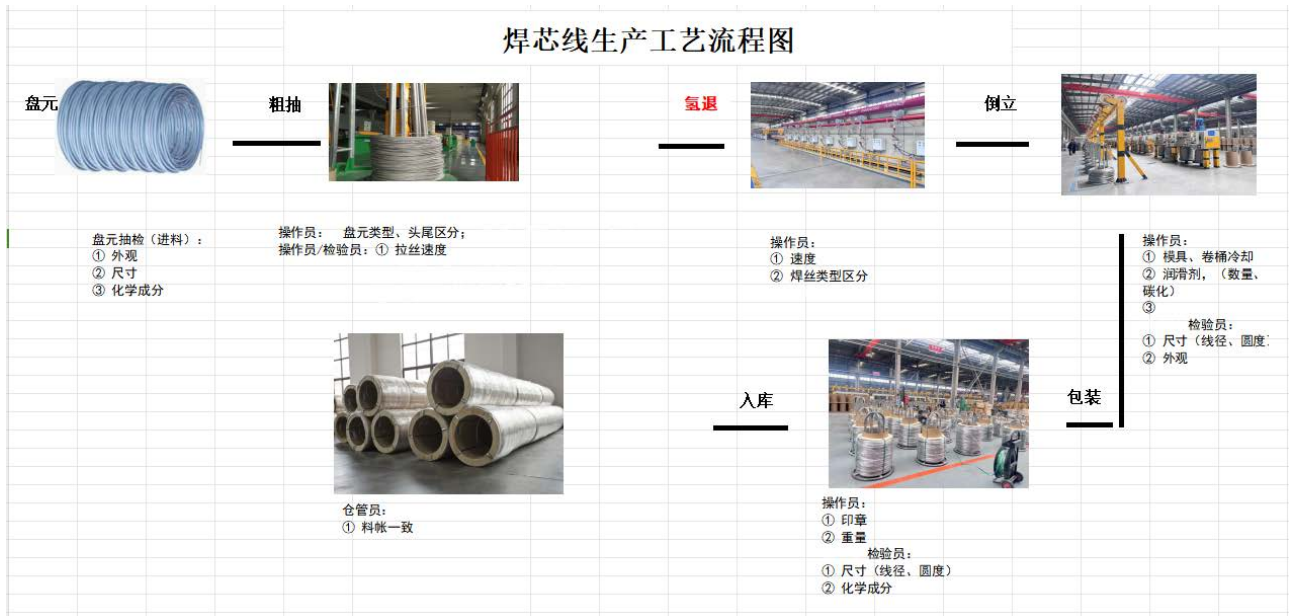 焊芯线生产工艺流程图
盘元
粗抽
氢退
倒立
盘元抽检（进料）：
① 外观
② 尺寸
③ 化学成分
操作员：  盘元类型、头尾区分；
操作员/检验员：① 拉丝速度
操作员：
① 速度
② 焊丝类型区分
操作员：
① 模具、卷桶冷却
② 润滑剂，（数量、
碳化）
③
检验员：
① 尺寸（线径、圆度）
② 外观
入库
包装
仓管员：
① 料帐一致
操作员：
① 印章
② 重量
检验员：
① 尺寸（线径、圆度）
② 化学成分